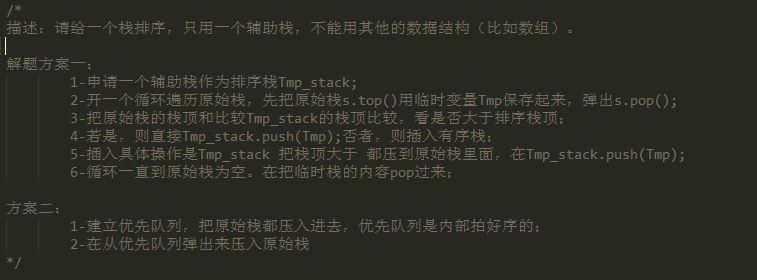 /*
描述：请给一个栈排序，只用一个辅助栈，不能用其他的数据结构（比如数组）。
解题方案一：
1-申请一个辅助栈作为排序栈Tmp_stack;
2-开一个循环遍历原始栈，先把原始栈s.top()用临时变量Tmp保存起来，弹出s.pop();
3-把原始栈的栈顶和比较Tmp_stack的栈顶比较，看是否大于排序栈顶；
4-若是，则直接Tmp_stack.push(Tmp);否者，则插入有序栈；
5-插入具体操作是Tmp_stack 把栈顶大于 都压到原始栈里面，在Tmp_stack.push(Tmp);
6-循环一直到原始栈为空。在把临时栈的内容pop过来；
方案二：
1-建立优先队列，把原始栈都压入进去，优先队列是内部拍好序的；
2-在从优先队列弹出来压入原始栈
*/